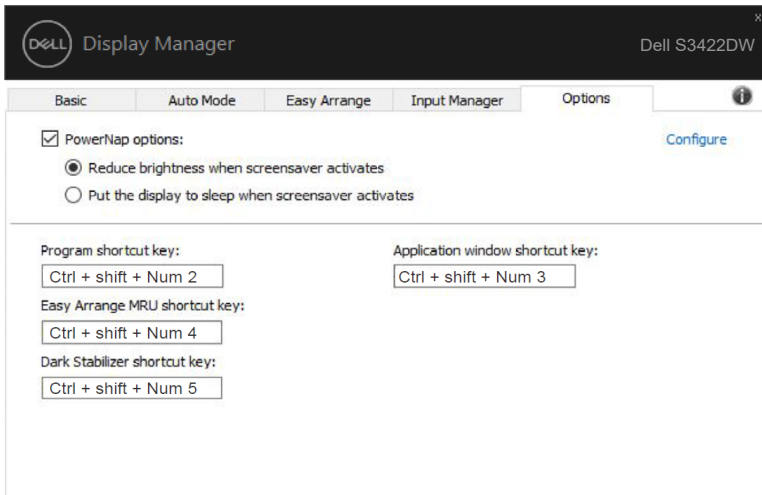 x
DELL Display Manager
Dell S3422DW
Basic Auto Mode Easy Arrange Input Manager Options
PowerNap options:
Configure
Reduce brightness when screensaver activates
Put the display to sleep when screensaver activates
Program shortcut key:
Application window shortcut key:
Ctrl + shift + Num 2
Ctrl + shift + Num 3
Easy Arrange MRU shortcut key:
Ctrl + shift + Num 4
Dark Stabilizer shortcut key:
Ctrl + shift + Num 5